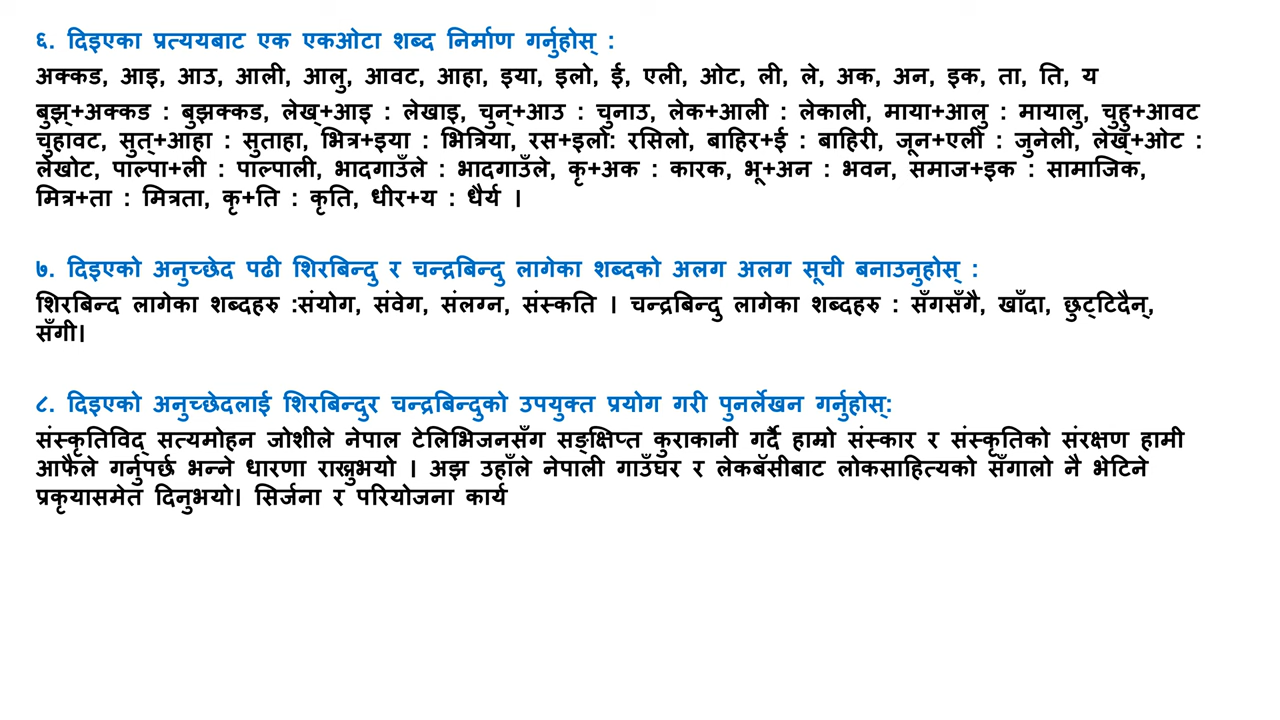 ६. दिइएका प्रत्ययबाट एक एकओटा शब्द निर्माण गर्नुहोस् :
अक्कड, आइ, आउ, आली, आलु, आवट, आहा, इया, इलो, ई, एली, ओट, ली, ले, अक, अन, इक, ता, ति, य
बुझ्+अक्कड : बुझक्कड, लेख्+आइ : लेखाइ, चुन्+आउ : चुनाउ, लेक+आली : लेकाली, माया+आलु : मायालु, चुहु+आवट
चुहावट, सुत्+आहा : सुताहा, भित्र+इया : भित्रिया, रस+इलो: रसिलो, बाहिर+ई : बाहिरी, जून+एली : जुनेली, लेख्+ओट :
लेखोट, पाल्पा+ली : पाल्पाली, भादगाउँले : भादगाउँले, कृ+अक : कारक, भू+अन : भवन, समाज+इक : सामाजिक,
मित्र+ता : मित्रता, कृ+ति : कृति, धीर+य : धैर्य ।
७. दिइएको अनुच्छेद पढी शिरबिन्दु र चन्द्रबिन्दु लागेका शब्दको अलग अलग सूची बनाउनुहोस् :
शिरबिन्द लागेका शब्दहरु :संयोग, संवेग, संलग्न, संस्कति । चन्द्रबिन्दु लागेका शब्दहरु : सँगसँगै, खाँदा, छुट्टिदैन्,
सँगी।
८. दिइएको अनुच्छेदलाई शिरबिन्दुर चन्द्रबिन्दुको उपयुक्त प्रयोग गरी पुनर्लेखन गर्नुहोस्:
संस्कृतिविद् सत्यमोहन जोशीले नेपाल टेलिभिजनसँग सङ्क्षिप्त कुराकानी गर्दै हाम्रो संस्कार र संस्कृतिको संरक्षण हामी
आफैले गर्नुपर्छ भन्ने धारणा राख्नुभयो । अझ उहाँले नेपाली गाउँघर र लेकबॅसीबाट लोकसाहित्यको सँगालो नै भेटिने
प्रकृयासमेत दिनुभयो। सिर्जना र परियोजना कार्य